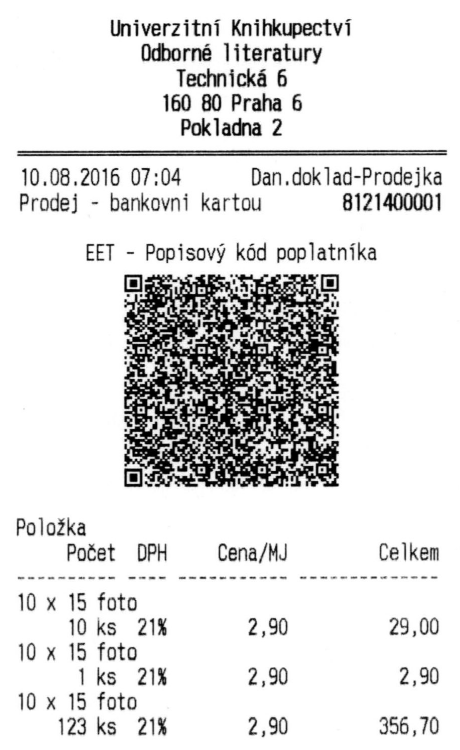 Univerzitní Knihkupectví
Odborné literatury
Technická 6
160 80 Praha 6
Pokladna 2
10.08.2016 07:04 Dan.doklad-Prodejka
Prodej - bankovni kartou 8121400001
EET - Popisový kód poplatníka
Položka
Počet DPH Cena/MJ Celkem
10 x 15 foto
10 ks 21% 2,90 29,00
10 x 15 foto
1 ks 21% 2,90 2,90
10 x 15 foto
123 ks 21% 2,90 356,70